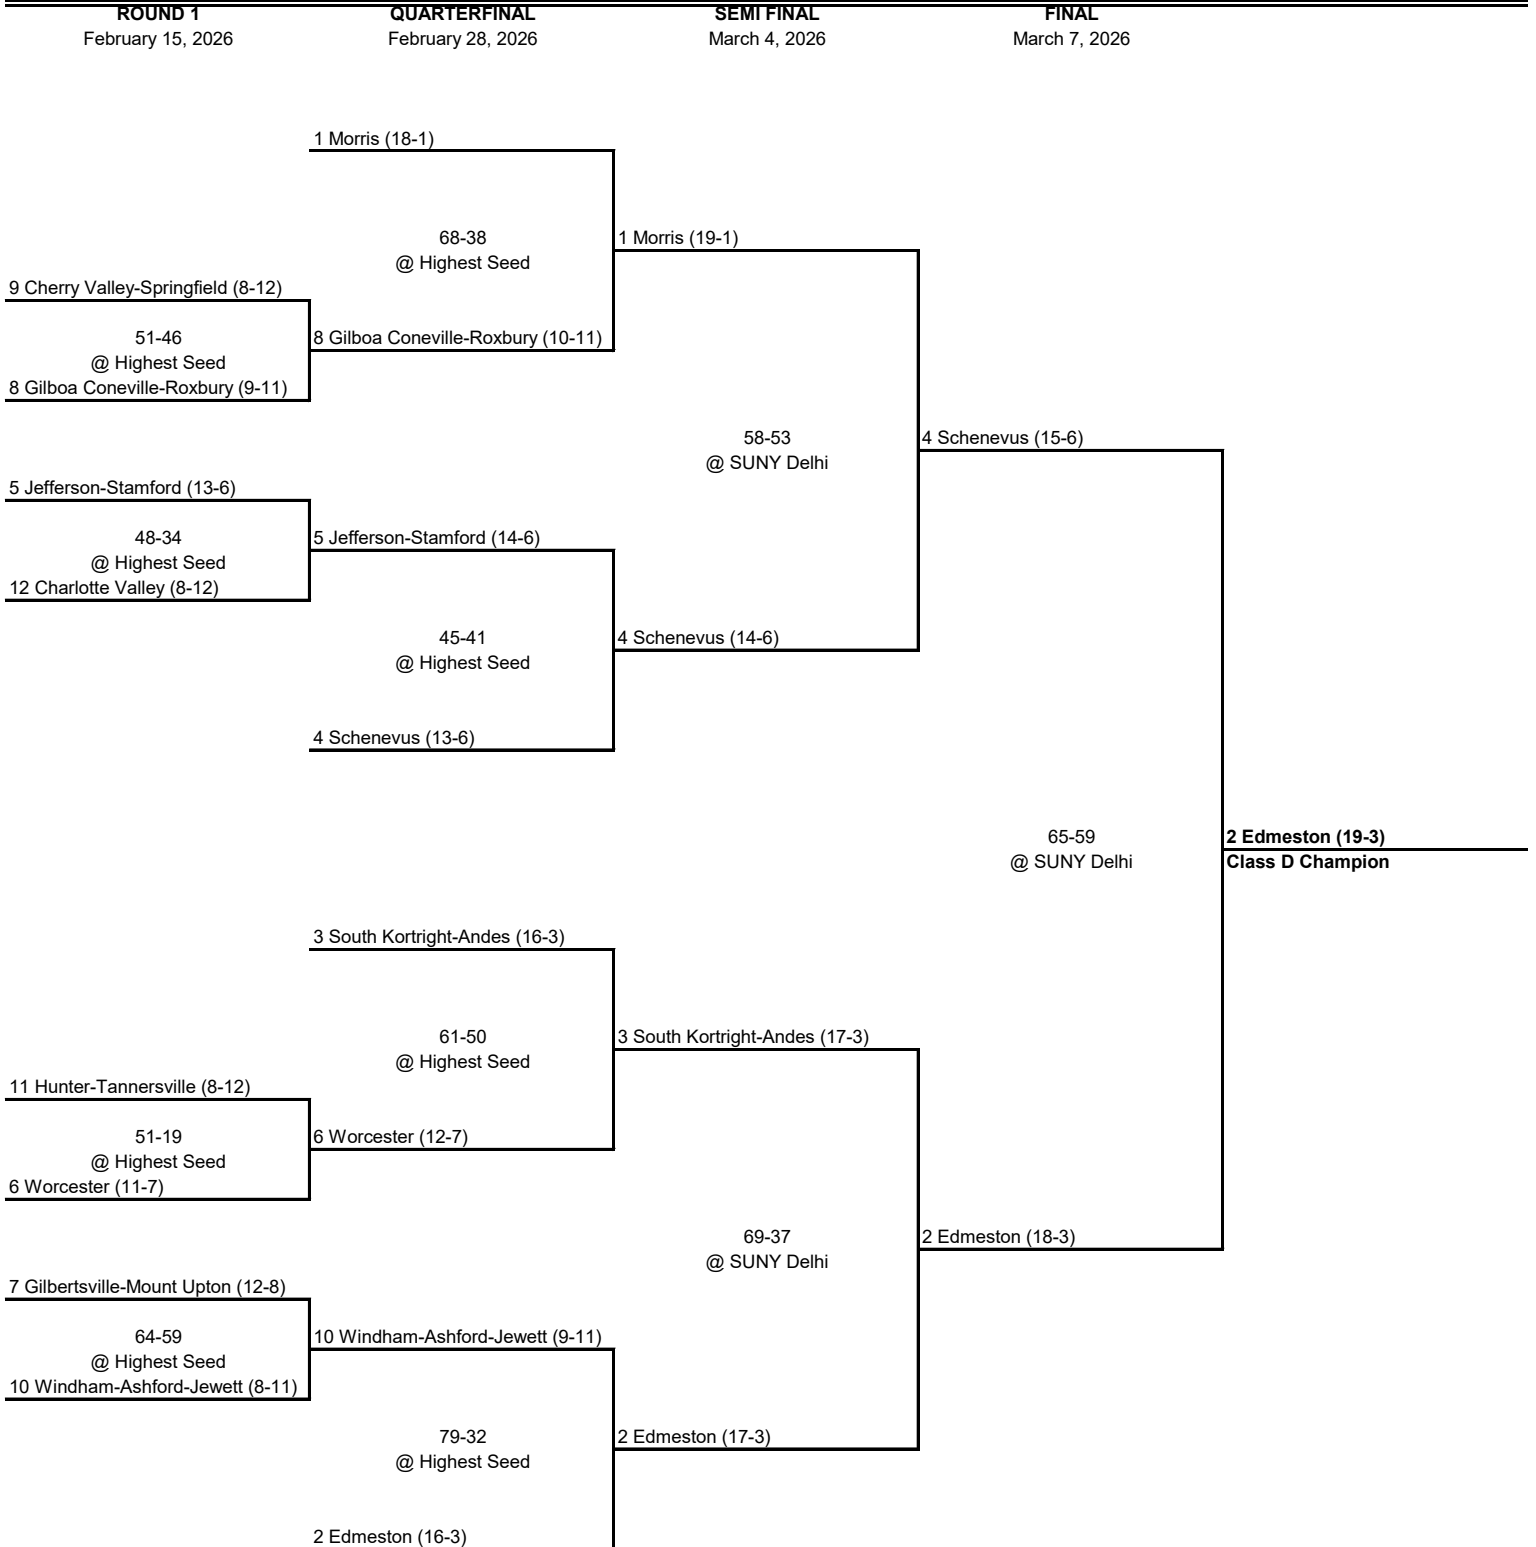 ROUND 1
QUARTERFINAL
SEMI FINAL
FINAL
February 15, 2026
February 28, 2026
March 4, 2026
March 7, 2026
1 Morris (18-1)
68-38
@ Highest Seed
1 Morris (19-1)
9 Cherry Valley-Springfield (8-12)
51-46
@ Highest Seed
8 Gilboa Coneville-Roxbury (10-11)
8 Gilboa Coneville-Roxbury (9-11)
58-53
@ SUNY Delhi
4 Schenevus (15-6)
5 Jefferson-Stamford (13-6)
48-34
@ Highest Seed
5 Jefferson-Stamford (14-6)
12 Charlotte Valley (8-12)
45-41
@ Highest Seed
4 Schenevus (14-6)
4 Schenevus (13-6)
65-59
@ SUNY Delhi
2 Edmeston (19-3)
Class D Champion
3 South Kortright-Andes (16-3)
61-50
@ Highest Seed
3 South Kortright-Andes (17-3)
11 Hunter-Tannersville (8-12)
51-19
@ Highest Seed
6 Worcester (12-7)
6 Worcester (11-7)
69-37
@ SUNY Delhi
2 Edmeston (18-3)
7 Gilbertsville-Mount Upton (12-8)
64-59
@ Highest Seed
10 Windham-Ashford-Jewett (9-11)
10 Windham-Ashford-Jewett (8-11)
79-32
@ Highest Seed
2 Edmeston (17-3)
2 Edmeston (16-3)